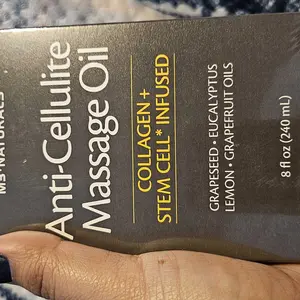 M3 NATURALS
Anti-Cellulite
Massage Oil
COLLAGEN +
STEM CELL* INFUSED
GRAPESEED • EUCALYPTUS
LEMON • GRAPEFRUIT OILS
8 fl oz (240 mL)